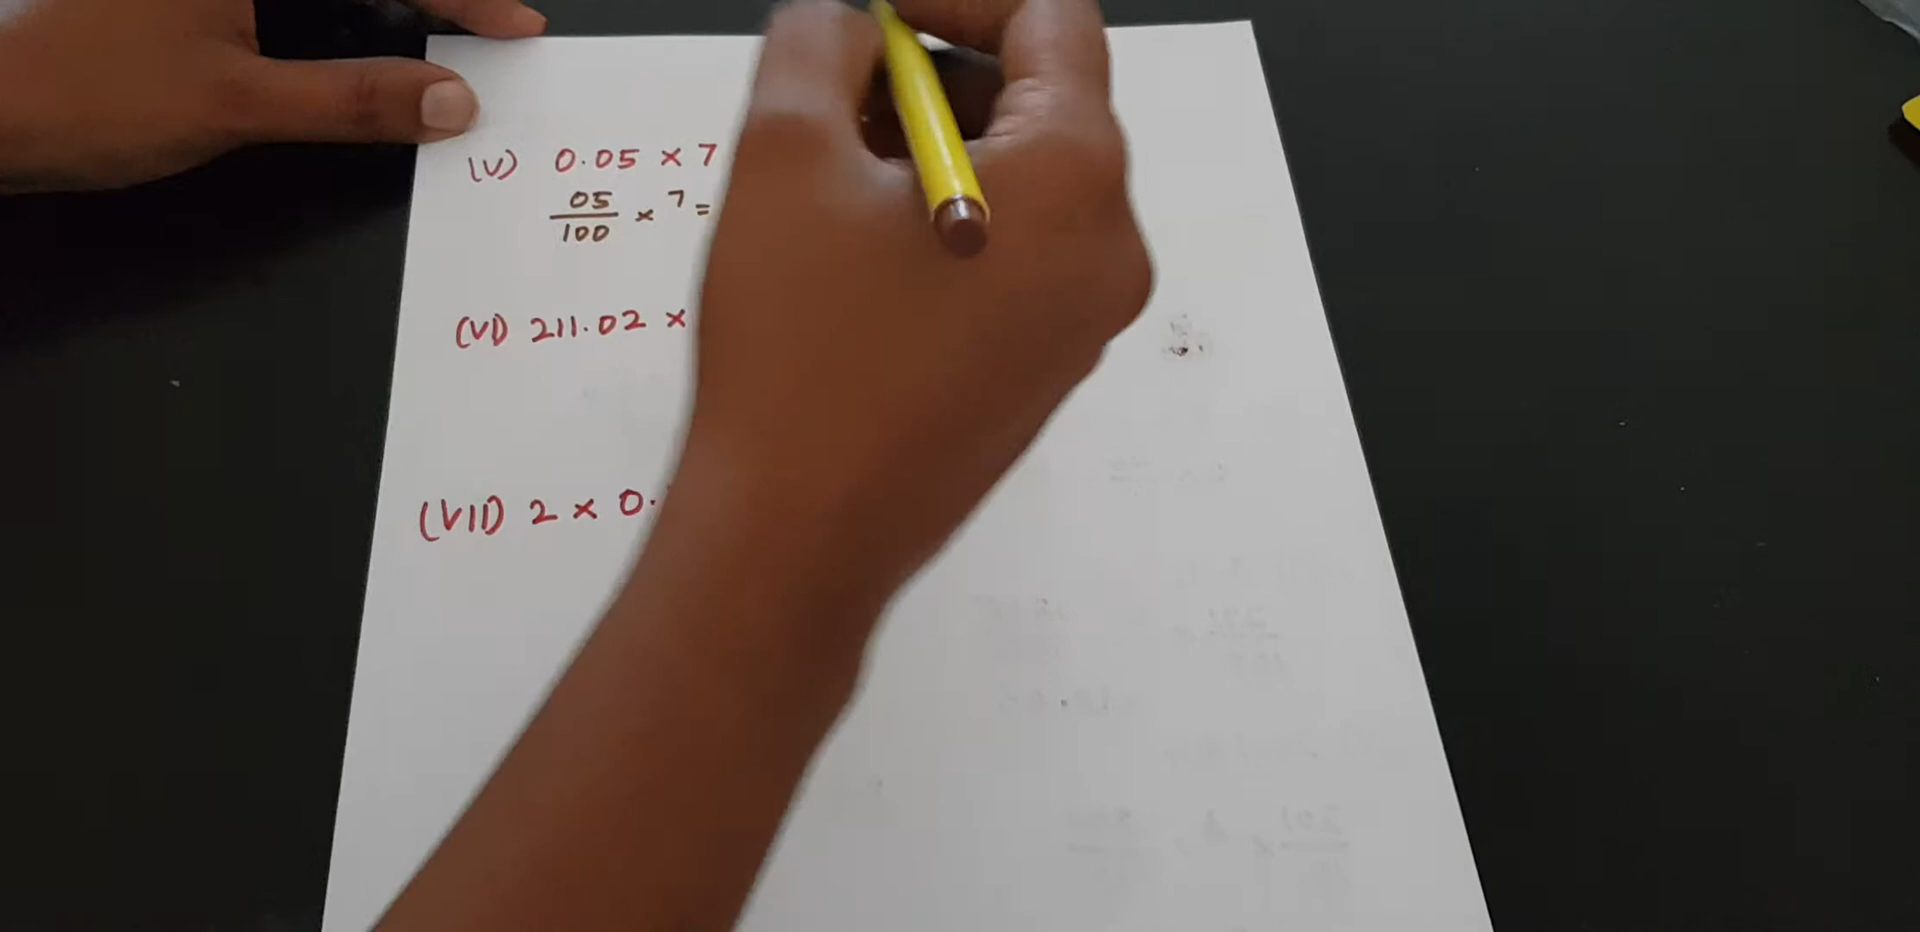 (V) 0.05 × 7
05/100 × 7 =
(VI) 211.02 ×
(VII) 2 × 0.